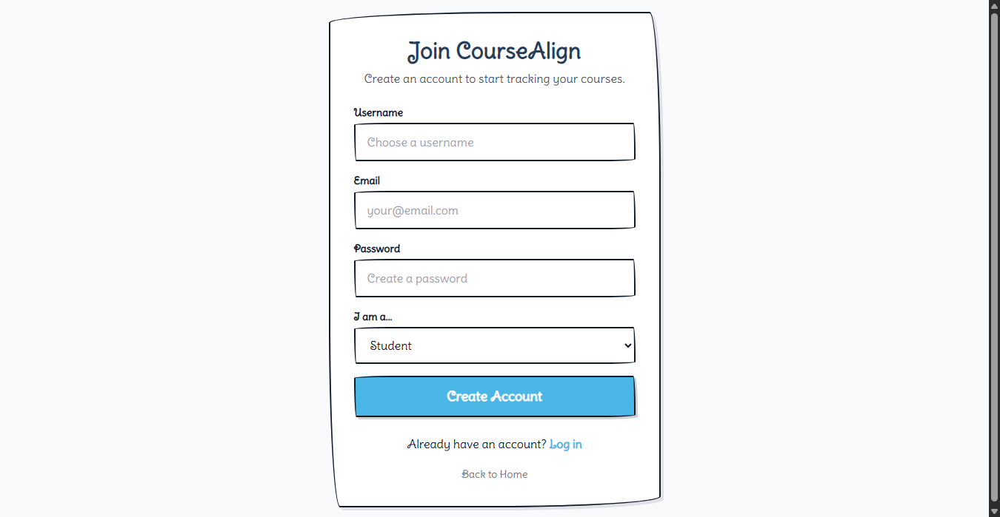 Join CourseAlign
Create an account to start tracking your courses.
Username
Choose a username
Email
your@email.com
Password
Create a password
I am a...
Student
Create Account
Already have an account? Log in
Back to Home